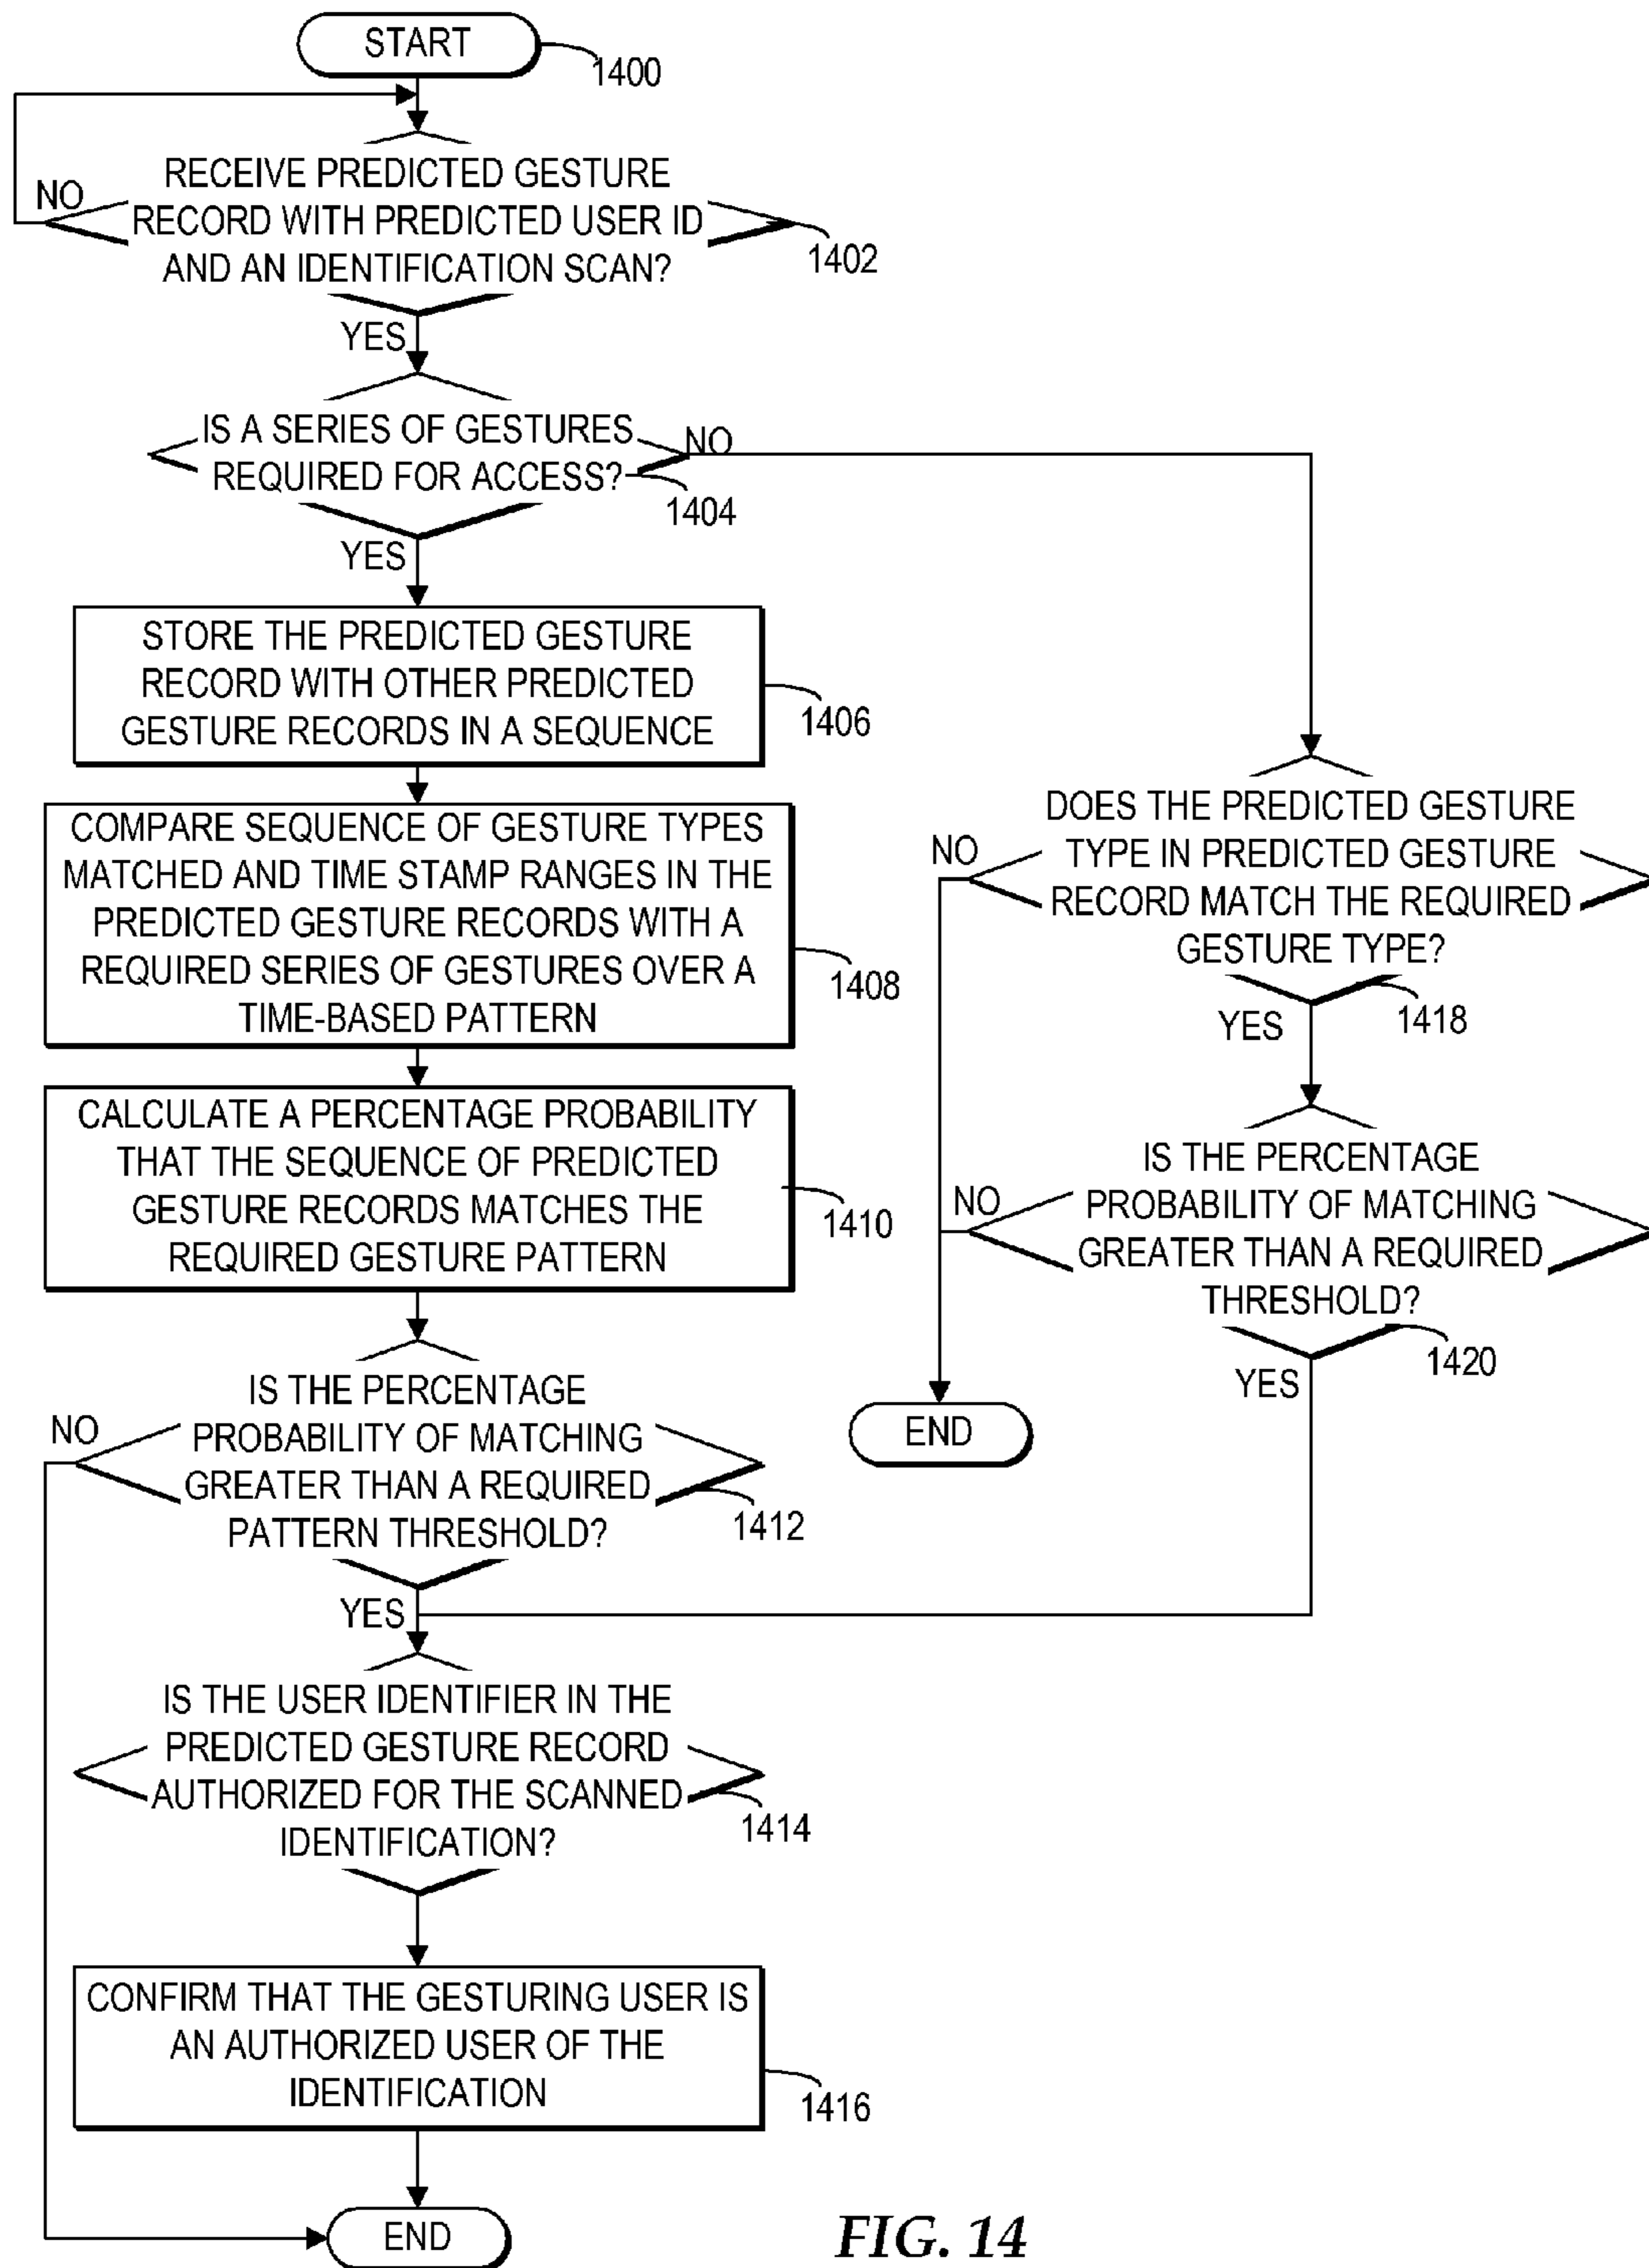 START
1400
RECEIVE PREDICTED GESTURE
RECORD WITH PREDICTED USER ID
AND AN IDENTIFICATION SCAN?
NO
1402
YES
IS A SERIES OF GESTURES
REQUIRED FOR ACCESS?
NO
1404
YES
STORE THE PREDICTED GESTURE
RECORD WITH OTHER PREDICTED
GESTURE RECORDS IN A SEQUENCE
1406
COMPARE SEQUENCE OF GESTURE TYPES
MATCHED AND TIME STAMP RANGES IN THE
PREDICTED GESTURE RECORDS WITH A
REQUIRED SERIES OF GESTURES OVER A
TIME-BASED PATTERN
1408
CALCULATE A PERCENTAGE PROBABILITY
THAT THE SEQUENCE OF PREDICTED
GESTURE RECORDS MATCHES THE
REQUIRED GESTURE PATTERN
1410
IS THE PERCENTAGE
PROBABILITY OF MATCHING
GREATER THAN A REQUIRED
PATTERN THRESHOLD?
NO
1412
YES
IS THE USER IDENTIFIER IN THE
PREDICTED GESTURE RECORD
AUTHORIZED FOR THE SCANNED
IDENTIFICATION?
1414
CONFIRM THAT THE GESTURING USER IS
AN AUTHORIZED USER OF THE
IDENTIFICATION
1416
END
DOES THE PREDICTED GESTURE
TYPE IN PREDICTED GESTURE
RECORD MATCH THE REQUIRED
GESTURE TYPE?
NO
1418
YES
IS THE PERCENTAGE
PROBABILITY OF MATCHING
GREATER THAN A REQUIRED
THRESHOLD?
NO
1420
YES
END
FIG. 14